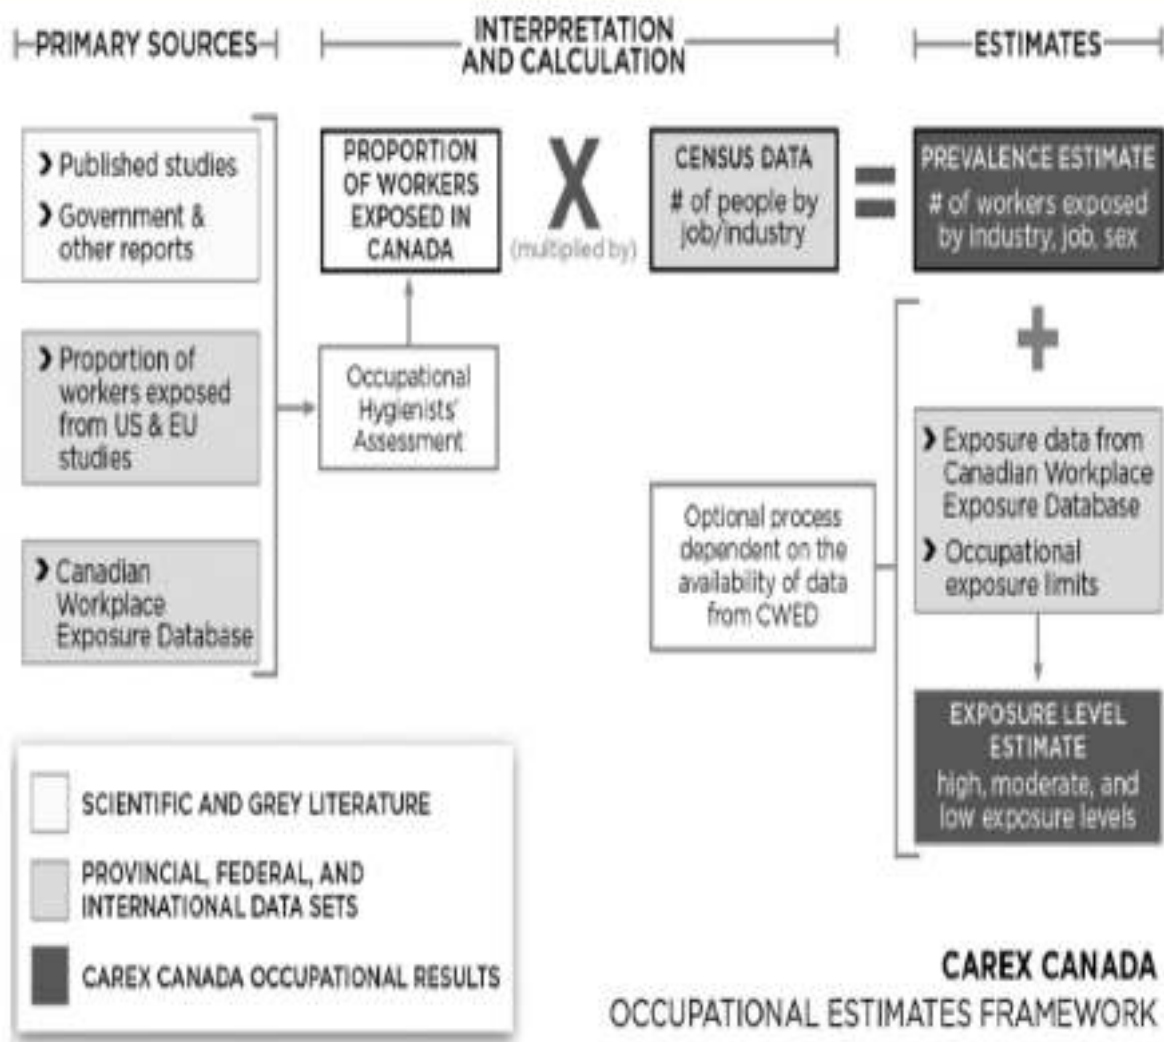 PRIMARY SOURCES
INTERPRETATION
AND CALCULATION
ESTIMATES
❯ Published studies
❯ Government &
other reports
❯ Proportion of
workers exposed
from US & EU
studies
❯ Canadian
Workplace
Exposure Database
PROPORTION
OF WORKERS
EXPOSED IN
CANADA
Occupational
Hygienists'
Assessment
X
(multiplied by)
CENSUS DATA
# of people by
job/industry
=
PREVALENCE ESTIMATE
# of workers exposed
by industry, job, sex
+
Optional process
dependent on the
availability of data
from CWED
❯ Exposure data from
Canadian Workplace
Exposure Database
❯ Occupational
exposure limits
EXPOSURE LEVEL
ESTIMATE
high, moderate, and
low exposure levels
SCIENTIFIC AND GREY LITERATURE
PROVINCIAL, FEDERAL, AND
INTERNATIONAL DATA SETS
CAREX CANADA OCCUPATIONAL RESULTS
CAREX CANADA
OCCUPATIONAL ESTIMATES FRAMEWORK